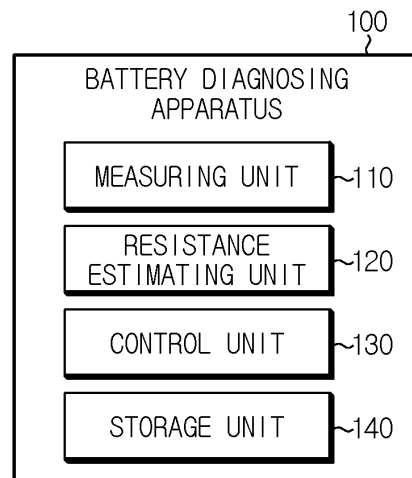 100
BATTERY DIAGNOSING
APPARATUS
MEASURING UNIT
110
RESISTANCE
ESTIMATING UNIT
120
CONTROL UNIT
130
STORAGE UNIT
140